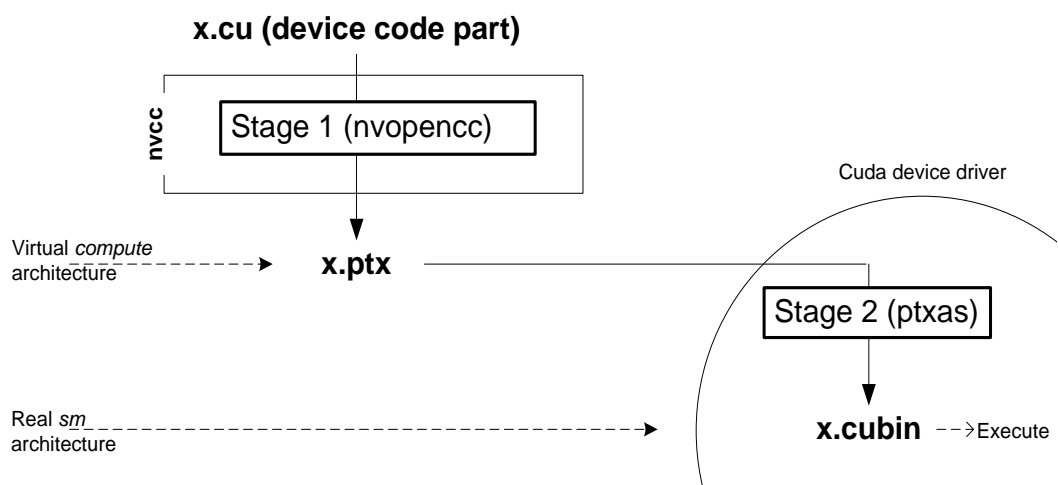 x.cu (device code part)
nvcc
Stage 1 (nvopencc)
Cuda device driver
Virtual compute
architecture
x.ptx
Stage 2 (ptxas)
Real sm
architecture
x.cubin
Execute